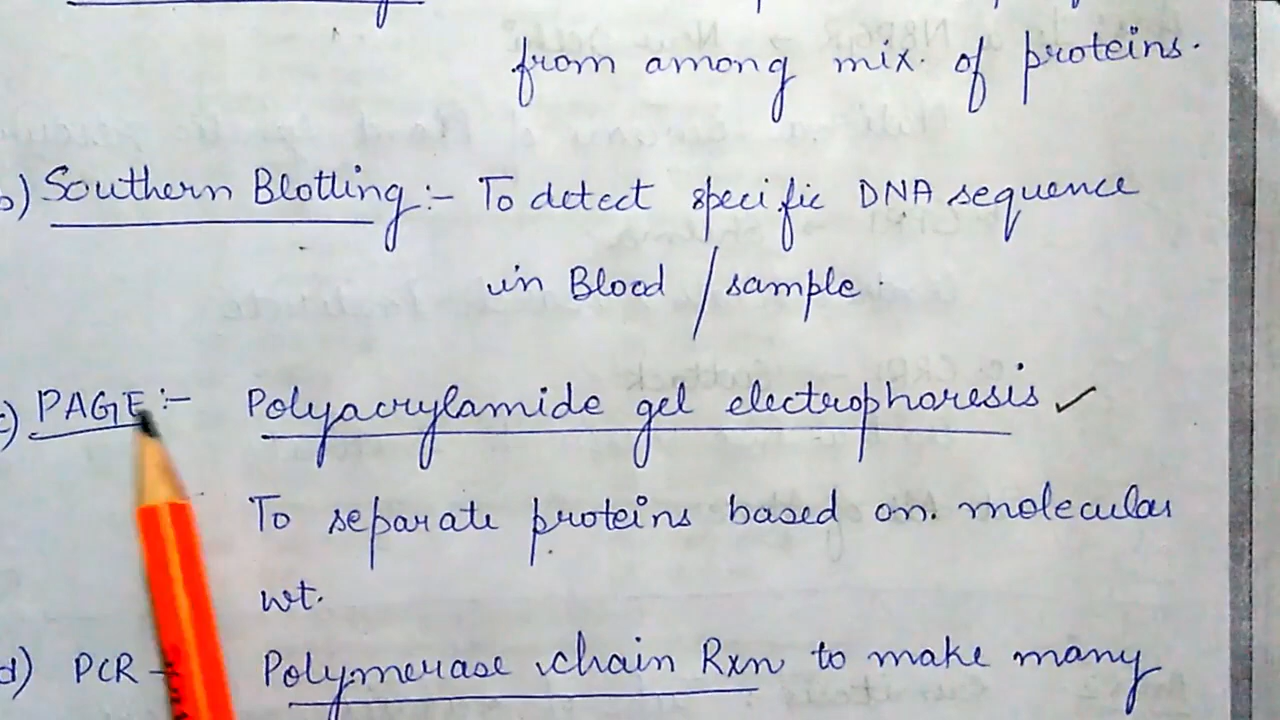 from among mix. of proteins.
b) Southern Blotting :- To detect specific DNA sequence
in Blood / sample.
c) PAGE :- Polyacrylamide gel electrophoresis ✓
To separate proteins based on. molecular
wt.
d) PCR - Polymerase chain Rxn to make many